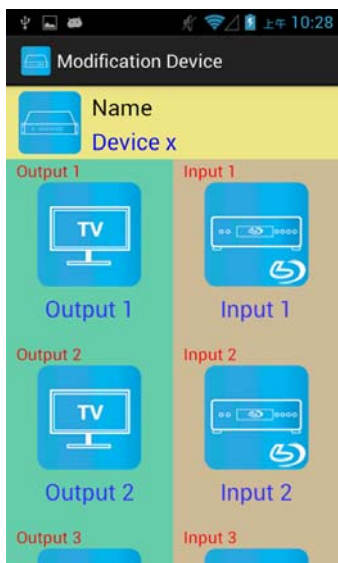 上午 10:28
Modification Device
Name
Device x
Output 1
Input 1
TV
Output 1
Input 1
Output 2
Input 2
TV
Output 2
Input 2
Output 3
Input 3